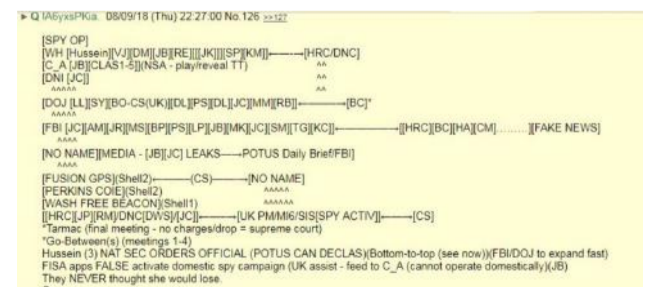 ► Q !A6yxsPKia. 08/09/18 (Thu) 22:27:00 No.126 >>127
[SPY OP]
[WH [Hussein][VJ][DM][JB][RE][[[JK]]][SP][KM]]←—–→[HRC/DNC]
[C_A [JB][CLAS1-5]](NSA - play/reveal TT) ^^
[DNI [JC]] ^^
^^^^^ ^^
[DOJ [LL][SY][BO-CS(UK)][DL][PS][DL][JC][MM][RB]]←————→[BC]*
^^^^^
[FBI [JC][AM][JR][MS][BP][PS][LP][JB][MK][JC][SM][TG][KC]]←————–→[[HRC][BC][HA][CM].........][FAKE NEWS]
^^^^
[NO NAME][MEDIA - [JB][JC] LEAKS-—→POTUS Daily Brief/FBI]
[FUSION GPS](Shell2)←———(CS)——→[NO NAME]
[PERKINS COIE](Shell2) ^^^^^
[WASH FREE BEACON](Shell1) ^^^^^^
[[HRC][JP][RM]/DNC[DWS]/[JC]]←——→[UK PM/MI6/SIS[SPY ACTIV]]←——→[CS]
*Tarmac (final meeting - no charges/drop = supreme court)
*Go-Between(s) (meetings 1-4)
Hussein (3) NAT SEC ORDERS OFFICIAL (POTUS CAN DECLAS)(Bottom-to-top (see now))(FBI/DOJ to expand fast)
FISA apps FALSE activate domestic spy campaign (UK assist - feed to C_A (cannot operate domestically)(JB)
They NEVER thought she would lose.